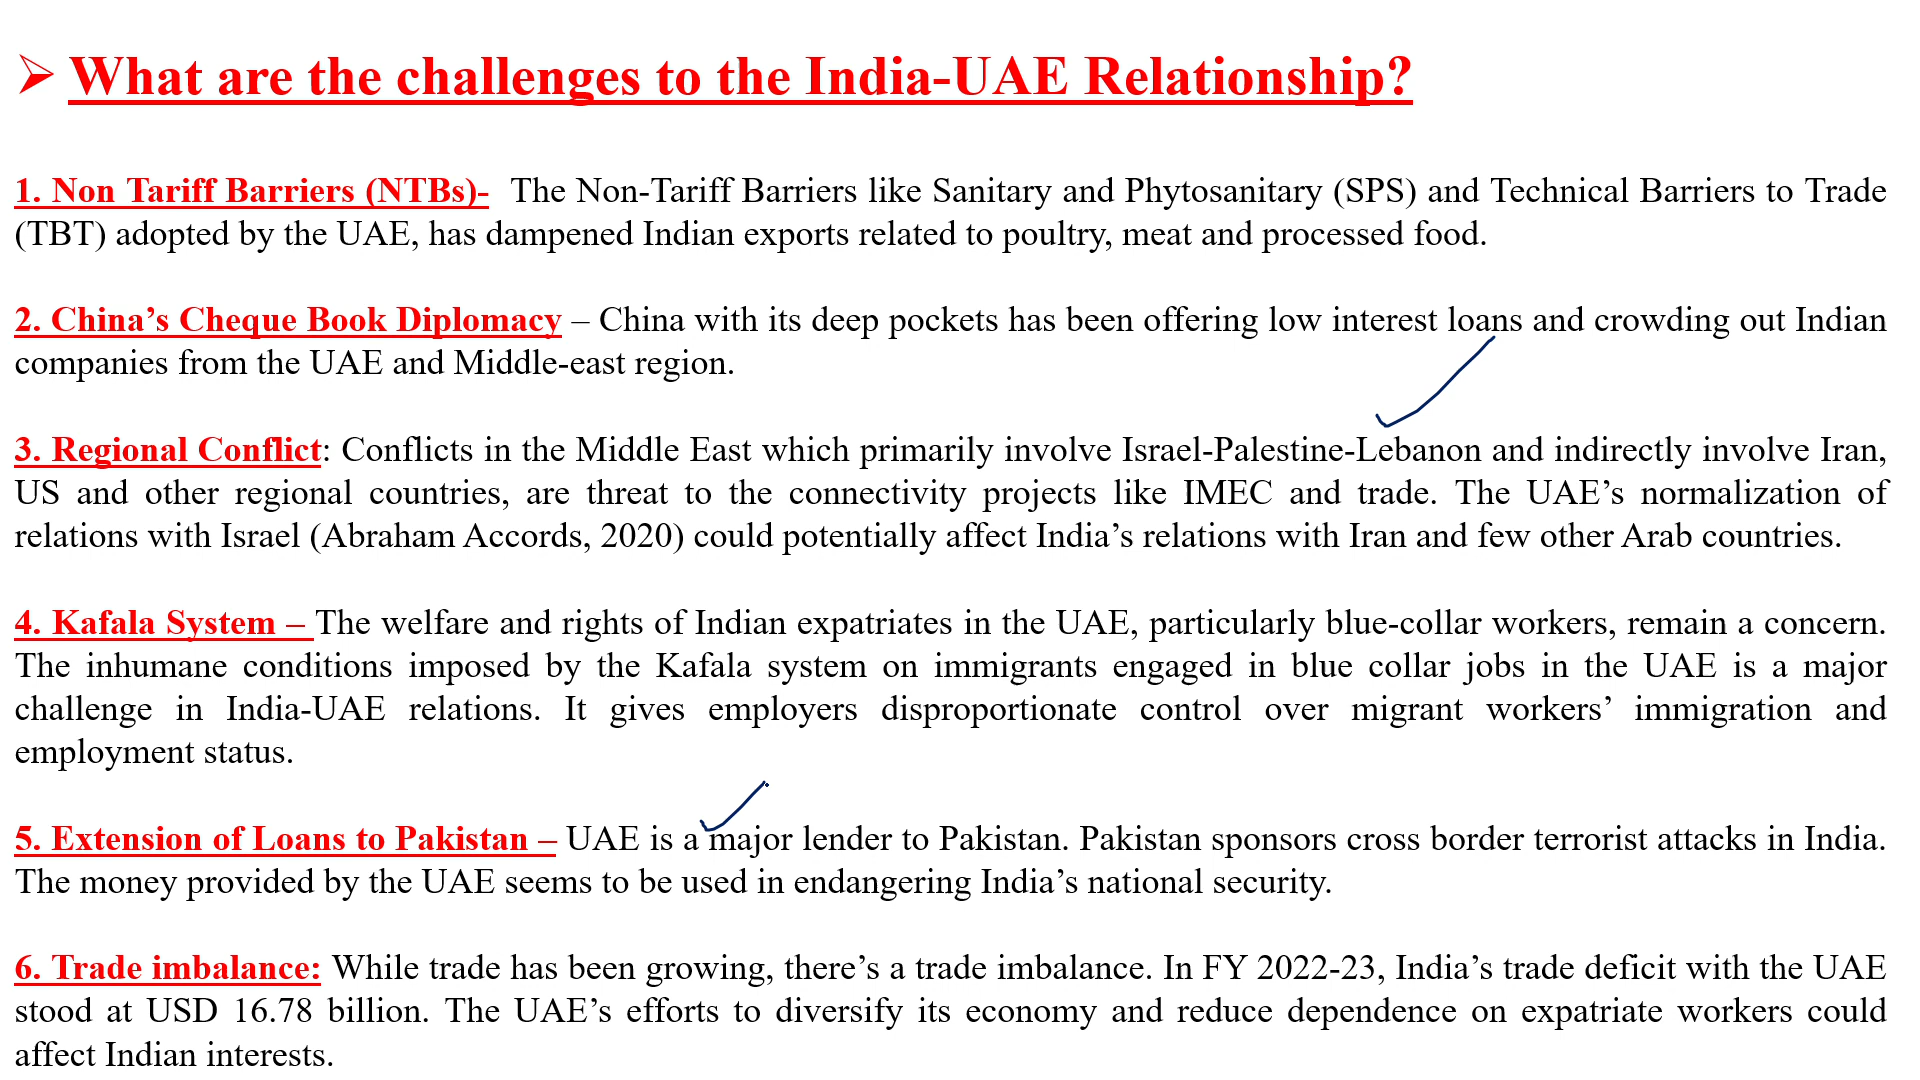 ➢ What are the challenges to the India-UAE Relationship?
1. Non Tariff Barriers (NTBs)- The Non-Tariff Barriers like Sanitary and Phytosanitary (SPS) and Technical Barriers to Trade
(TBT) adopted by the UAE, has dampened Indian exports related to poultry, meat and processed food.
2. China’s Cheque Book Diplomacy – China with its deep pockets has been offering low interest loans and crowding out Indian
companies from the UAE and Middle-east region.
3. Regional Conflict: Conflicts in the Middle East which primarily involve Israel-Palestine-Lebanon and indirectly involve Iran,
US and other regional countries, are threat to the connectivity projects like IMEC and trade. The UAE’s normalization of
relations with Israel (Abraham Accords, 2020) could potentially affect India’s relations with Iran and few other Arab countries.
4. Kafala System – The welfare and rights of Indian expatriates in the UAE, particularly blue-collar workers, remain a concern.
The inhumane conditions imposed by the Kafala system on immigrants engaged in blue collar jobs in the UAE is a major
challenge in India-UAE relations. It gives employers disproportionate control over migrant workers’ immigration and
employment status.
5. Extension of Loans to Pakistan – UAE is a major lender to Pakistan. Pakistan sponsors cross border terrorist attacks in India.
The money provided by the UAE seems to be used in endangering India’s national security.
6. Trade imbalance: While trade has been growing, there’s a trade imbalance. In FY 2022-23, India’s trade deficit with the UAE
stood at USD 16.78 billion. The UAE’s efforts to diversify its economy and reduce dependence on expatriate workers could
affect Indian interests.